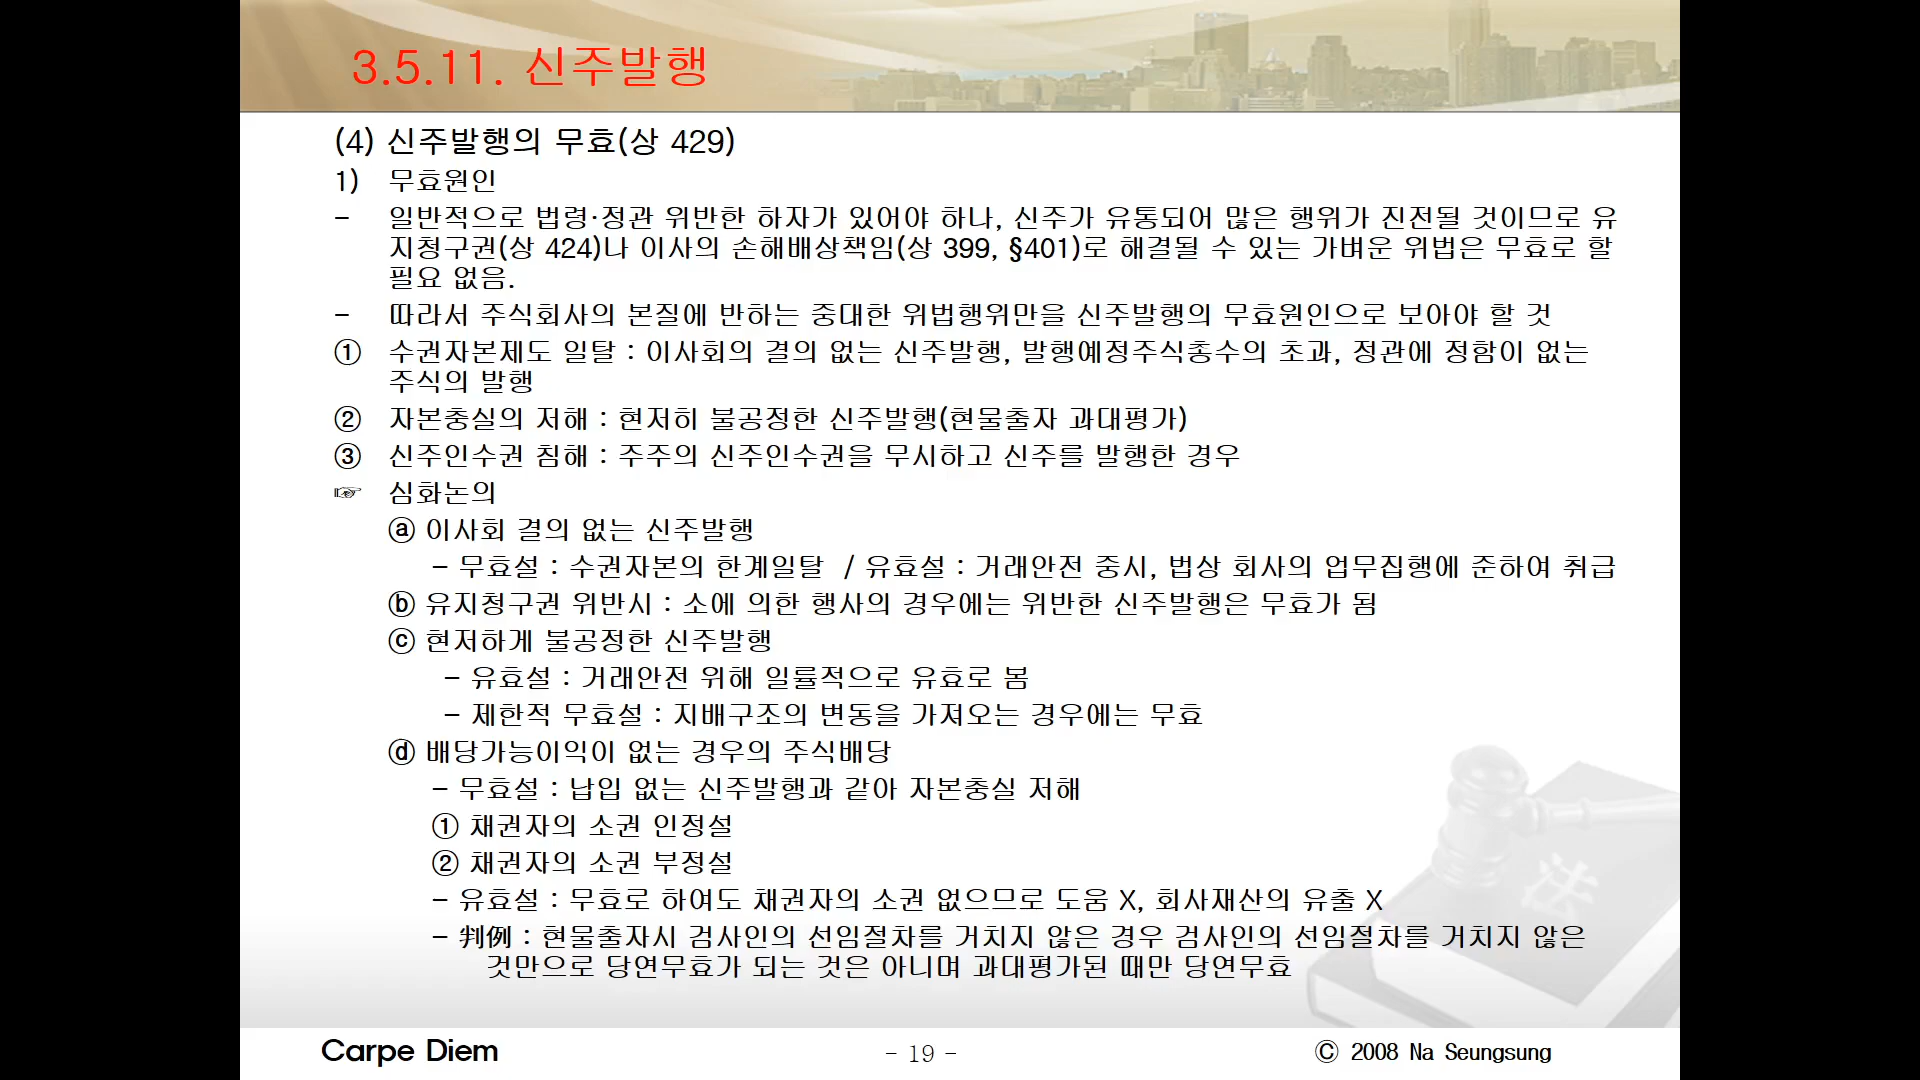 3.5.11. 신주발행
(4) 신주발행의 무효(상 429)
1) 무효원인
- 일반적으로 법령·정관 위반한 하자가 있어야 하나, 신주가 유통되어 많은 행위가 진전될 것이므로 유
지청구권(상 424)나 이사의 손해배상책임(상 399, §401)로 해결될 수 있는 가벼운 위법은 무효로 할
필요 없음.
- 따라서 주식회사의 본질에 반하는 중대한 위법행위만을 신주발행의 무효원인으로 보아야 할 것
① 수권자본제도 일탈 : 이사회의 결의 없는 신주발행, 발행예정주식총수의 초과, 정관에 정함이 없는
주식의 발행
② 자본충실의 저해 : 현저히 불공정한 신주발행(현물출자 과대평가)
③ 신주인수권 침해 : 주주의 신주인수권을 무시하고 신주를 발행한 경우
☞ 심화논의
ⓐ 이사회 결의 없는 신주발행
- 무효설 : 수권자본의 한계일탈 / 유효설 : 거래안전 중시, 법상 회사의 업무집행에 준하여 취급
ⓑ 유지청구권 위반시 : 소에 의한 행사의 경우에는 위반한 신주발행은 무효가 됨
ⓒ 현저하게 불공정한 신주발행
- 유효설 : 거래안전 위해 일률적으로 유효로 봄
- 제한적 무효설 : 지배구조의 변동을 가져오는 경우에는 무효
ⓓ 배당가능이익이 없는 경우의 주식배당
- 무효설 : 납입 없는 신주발행과 같아 자본충실 저해
① 채권자의 소권 인정설
② 채권자의 소권 부정설
- 유효설 : 무효로 하여도 채권자의 소권 없으므로 도움 X, 회사재산의 유출 X
- 判例 : 현물출자시 검사인의 선임절차를 거치지 않은 경우 검사인의 선임절차를 거치지 않은
것만으로 당연무효가 되는 것은 아니며 과대평가된 때만 당연무효
法
Carpe Diem
- 19 -
ⓒ 2008 Na Seungsung